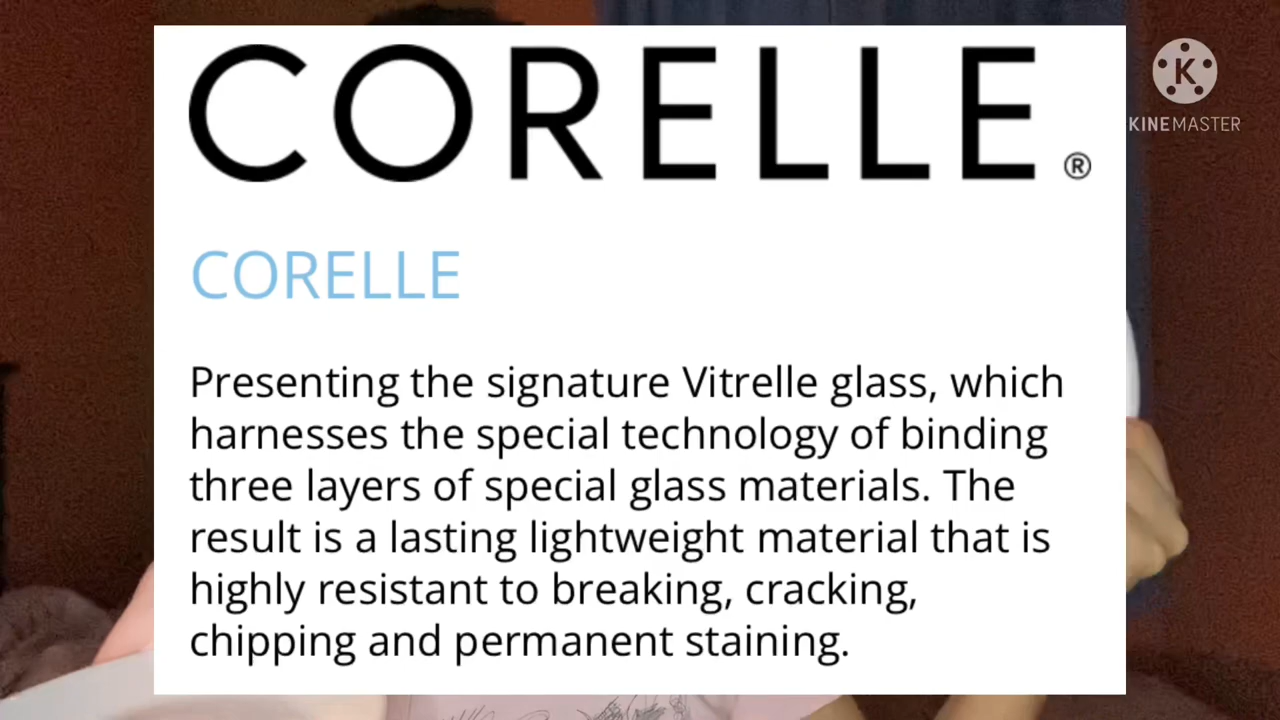 CORELLE®
K
KINEMASTER
CORELLE
Presenting the signature Vitrelle glass, which
harnesses the special technology of binding
three layers of special glass materials. The
result is a lasting lightweight material that is
highly resistant to breaking, cracking,
chipping and permanent staining.